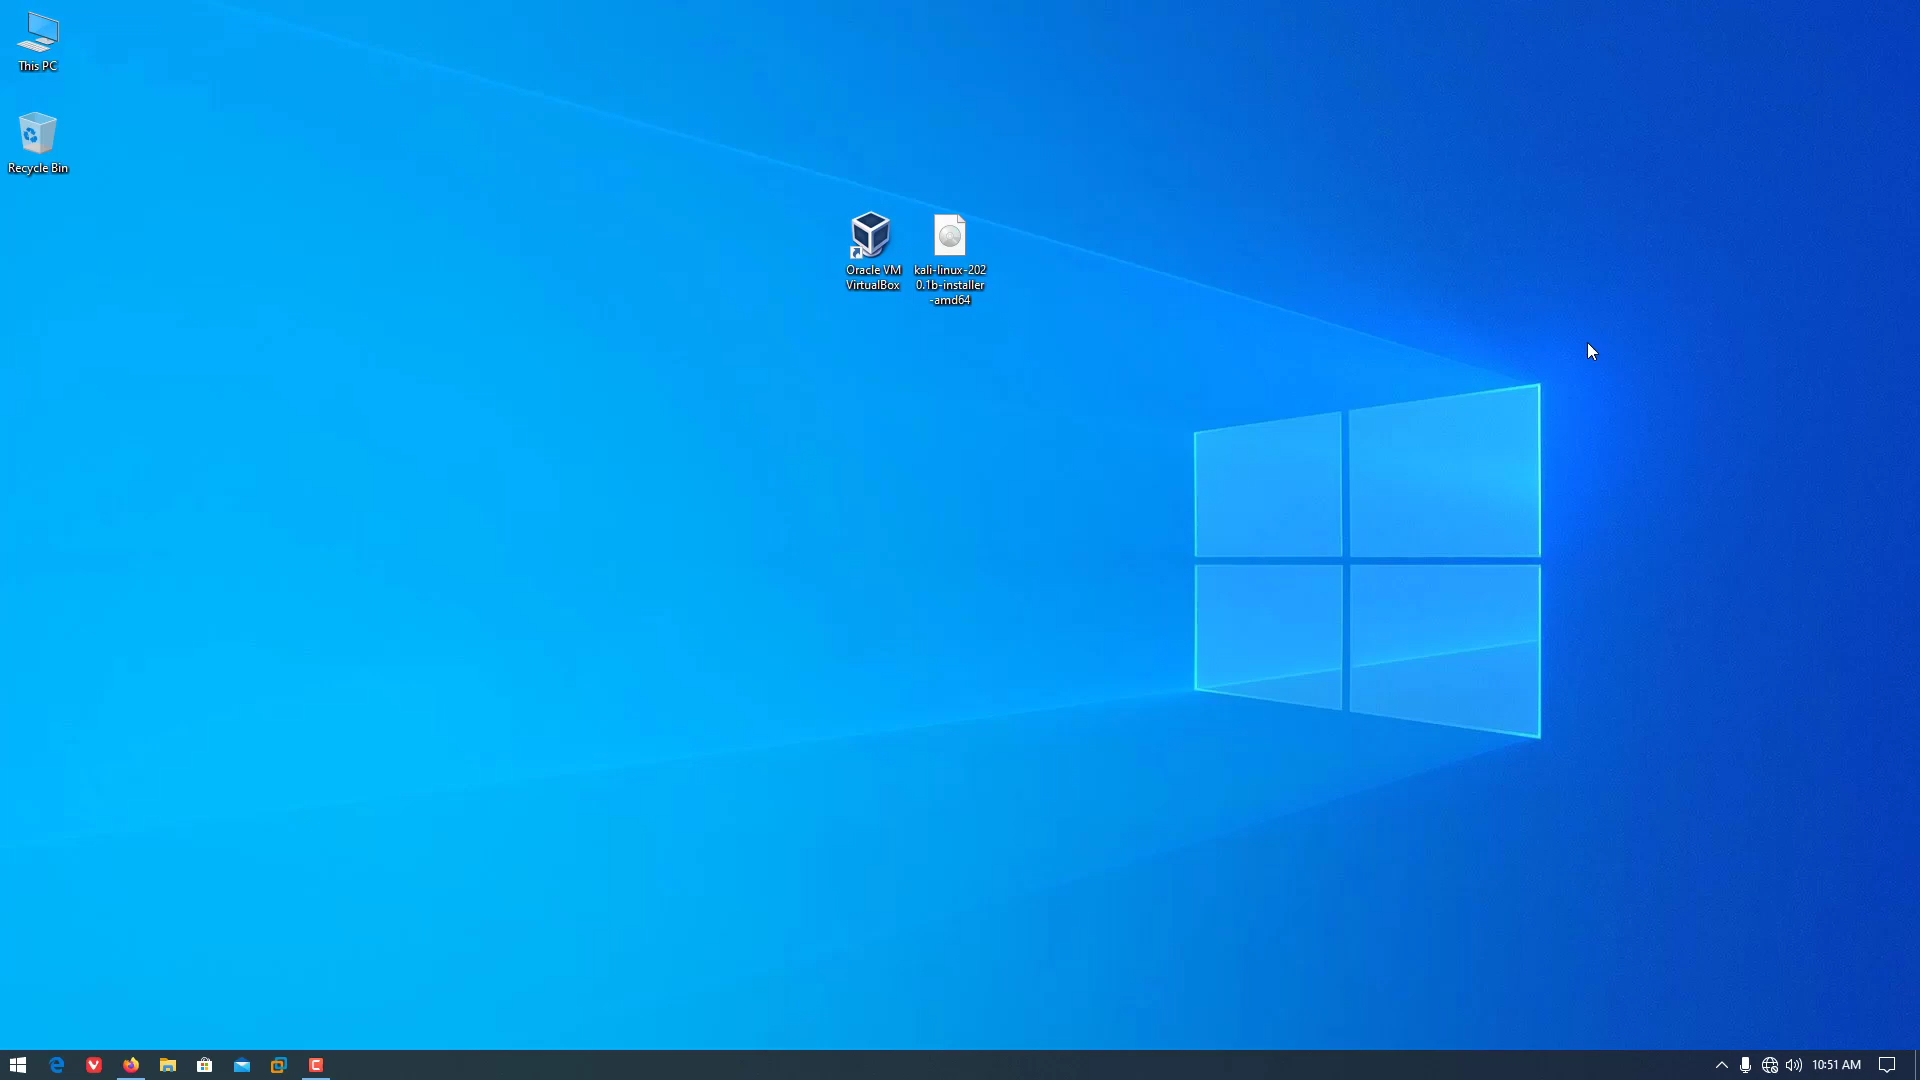 This PC
Recycle Bin
Oracle VM
VirtualBox
kali-linux-202
0.1b-installer
-amd64
10:51 AM